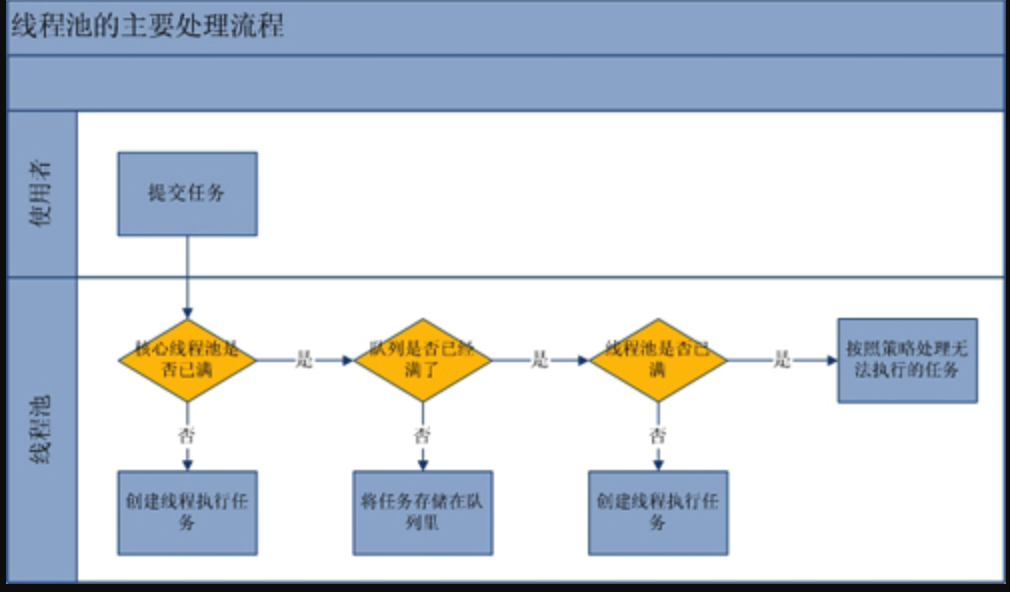 线程池的主要处理流程
使用者
提交任务
线程池
核心线程池是
否已满
是
队列是否已经
满了
是
线程池是否已
满
是
按照策略处理无
法执行的任务
否
否
否
创建线程执行任
务
将任务存储在队
列里
创建线程执行任
务